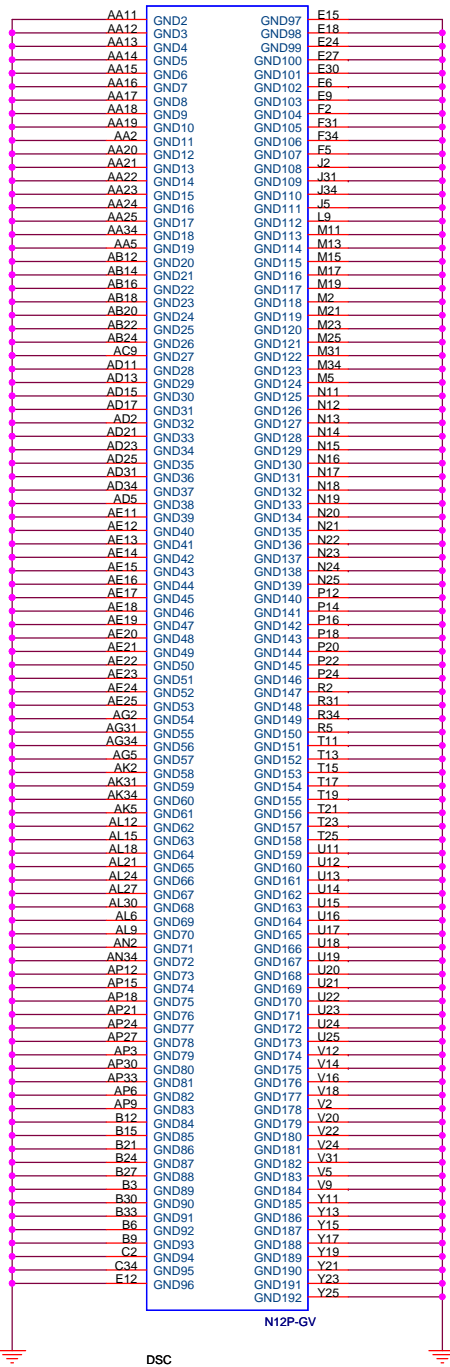 AA11 GND2
AA12 GND3
AA13 GND4
AA14 GND5
AA15 GND6
AA16 GND7
AA17 GND8
AA18 GND9
AA19 GND10
AA2 GND11
AA20 GND12
AA21 GND13
AA22 GND14
AA23 GND15
AA24 GND16
AA25 GND17
AA34 GND18
AA5 GND19
AB12 GND20
AB14 GND21
AB16 GND22
AB18 GND23
AB20 GND24
AB22 GND25
AB24 GND26
AC9 GND27
AD11 GND28
AD13 GND29
AD15 GND30
AD17 GND31
AD2 GND32
AD21 GND33
AD23 GND34
AD25 GND35
AD31 GND36
AD34 GND37
AD5 GND38
AE11 GND39
AE12 GND40
AE13 GND41
AE14 GND42
AE15 GND43
AE16 GND44
AE17 GND45
AE18 GND46
AE19 GND47
AE20 GND48
AE21 GND49
AE22 GND50
AE23 GND51
AE24 GND52
AE25 GND53
AG2 GND54
AG31 GND55
AG34 GND56
AG5 GND57
AK2 GND58
AK31 GND59
AK34 GND60
AK5 GND61
AL12 GND62
AL15 GND63
AL18 GND64
AL21 GND65
AL24 GND66
AL27 GND67
AL30 GND68
AL6 GND69
AL9 GND70
AN2 GND71
AN34 GND72
AP12 GND73
AP15 GND74
AP18 GND75
AP21 GND76
AP24 GND77
AP27 GND78
AP3 GND79
AP30 GND80
AP33 GND81
AP6 GND82
AP9 GND83
B12 GND84
B15 GND85
B21 GND86
B24 GND87
B27 GND88
B3 GND89
B30 GND90
B33 GND91
B6 GND92
B9 GND93
C2 GND94
C34 GND95
E12 GND96
GND97 E15
GND98 E18
GND99 E24
GND100 E27
GND101 E30
GND102 E6
GND103 E9
GND104 F2
GND105 F31
GND106 F34
GND107 F5
GND108 J2
GND109 J31
GND110 J34
GND111 J5
GND112 L9
GND113 M11
GND114 M13
GND115 M15
GND116 M17
GND117 M19
GND118 M2
GND119 M21
GND120 M23
GND121 M25
GND122 M31
GND123 M34
GND124 M5
GND125 N11
GND126 N12
GND127 N13
GND128 N14
GND129 N15
GND130 N16
GND131 N17
GND132 N18
GND133 N19
GND134 N20
GND135 N21
GND136 N22
GND137 N23
GND138 N24
GND139 N25
GND140 P12
GND141 P14
GND142 P16
GND143 P18
GND144 P20
GND145 P22
GND146 P24
GND147 R2
GND148 R31
GND149 R34
GND150 R5
GND151 T11
GND152 T13
GND153 T15
GND154 T17
GND155 T19
GND156 T21
GND157 T23
GND158 T25
GND159 U11
GND160 U12
GND161 U13
GND162 U14
GND163 U15
GND164 U16
GND165 U17
GND166 U18
GND167 U19
GND168 U20
GND169 U21
GND170 U22
GND171 U23
GND172 U24
GND173 U25
GND174 V12
GND175 V14
GND176 V16
GND177 V18
GND178 V2
GND179 V20
GND180 V22
GND181 V24
GND182 V31
GND183 V5
GND184 V9
GND185 Y11
GND186 Y13
GND187 Y15
GND188 Y17
GND189 Y19
GND190 Y21
GND191 Y23
GND192 Y25
N12P-GV
DSC